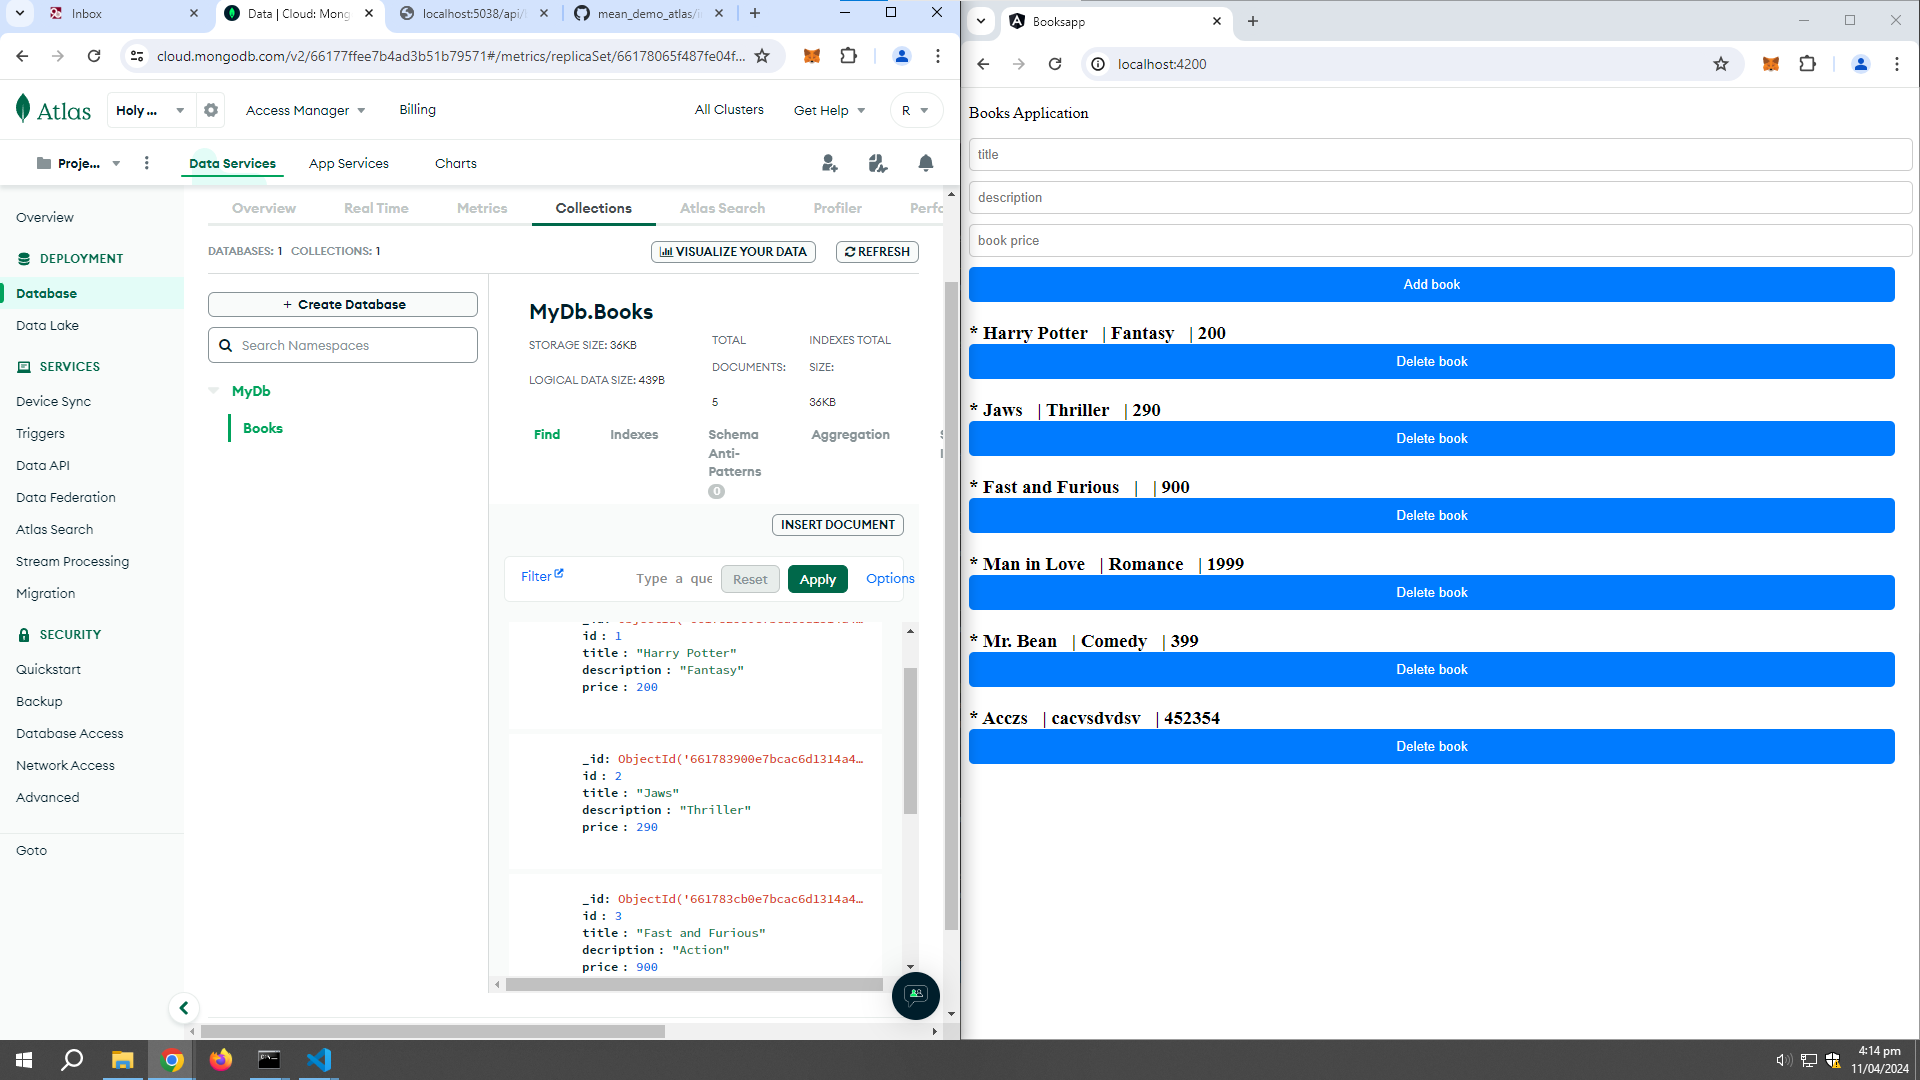 Inbox
Data | Cloud: Mong
localhost:5038/api/
mean_demo_atlas/i
cloud.mongodb.com/v2/66177ffee7b4ad3b51b79571#/metrics/replicaSet/66178065f487fe04f...
Atlas
Holy ...
Access Manager
Billing
All Clusters
Get Help
R
Proje...
Data Services
App Services
Charts
Overview
DEPLOYMENT
Database
Data Lake
SERVICES
Device Sync
Triggers
Data API
Data Federation
Atlas Search
Stream Processing
Migration
SECURITY
Quickstart
Backup
Database Access
Network Access
Advanced
Goto
Overview
Real Time
Metrics
Collections
Atlas Search
Profiler
Perfo
DATABASES: 1 COLLECTIONS: 1
VISUALIZE YOUR DATA
REFRESH
+ Create Database
Search Namespaces
MyDb
Books
MyDb.Books
STORAGE SIZE: 36KB
LOGICAL DATA SIZE: 439B
TOTAL
DOCUMENTS:
5
INDEXES TOTAL
SIZE:
36KB
Find
Indexes
Schema
Anti-
Patterns
0
Aggregation
INSERT DOCUMENT
Filter
Type a que
Reset
Apply
Options
id: 1
title: "Harry Potter"
description: "Fantasy"
price: 200
_id: ObjectId('661783900e7bcac6d1314a4…
id: 2
title: "Jaws"
description: "Thriller"
price: 290
_id: ObjectId('661783cb0e7bcac6d1314a4…
id: 3
title: "Fast and Furious"
decription: "Action"
price: 900
Booksapp
localhost:4200
Books Application
title
description
book price
Add book
* Harry Potter | Fantasy | 200
Delete book
* Jaws | Thriller | 290
Delete book
* Fast and Furious | | 900
Delete book
* Man in Love | Romance | 1999
Delete book
* Mr. Bean | Comedy | 399
Delete book
* Acczs | cacvsdvdsv | 452354
Delete book
4:14 pm
11/04/2024